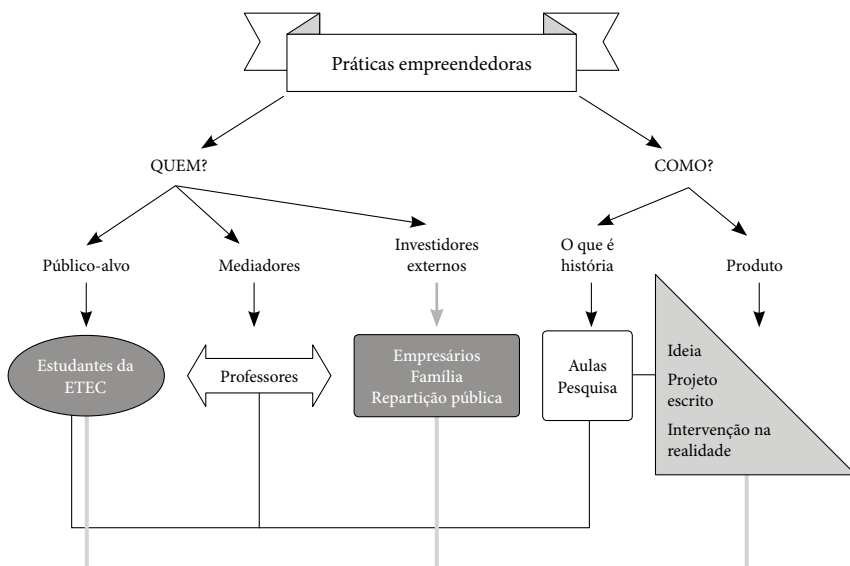 Práticas empreendedoras
QUEM?
COMO?
Público-alvo
Mediadores
Investidores
externos
O que é
história
Produto
Estudantes da
ETEC
Professores
Empresários
Família
Repartição pública
Aulas
Pesquisa
Ideia
Projeto
escrito
Intervenção na
realidade